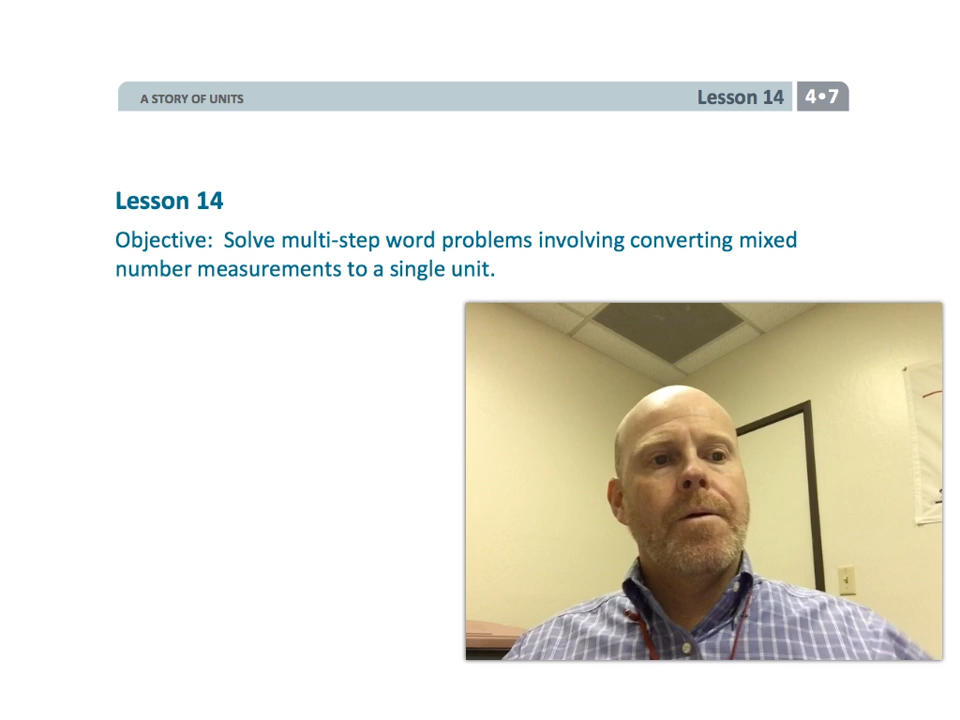 A STORY OF UNITS
Lesson 14
4•7
Lesson 14
Objective:  Solve multi-step word problems involving converting mixed
number measurements to a single unit.